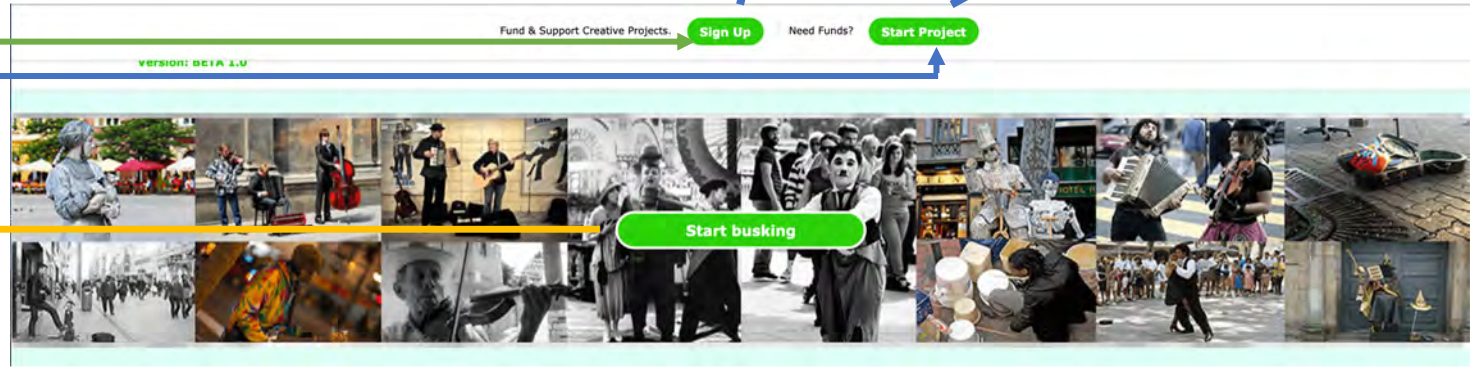 Fund & Support Creative Projects. Sign Up Need Funds? Start Project
Version: BETA 1.0
Start busking